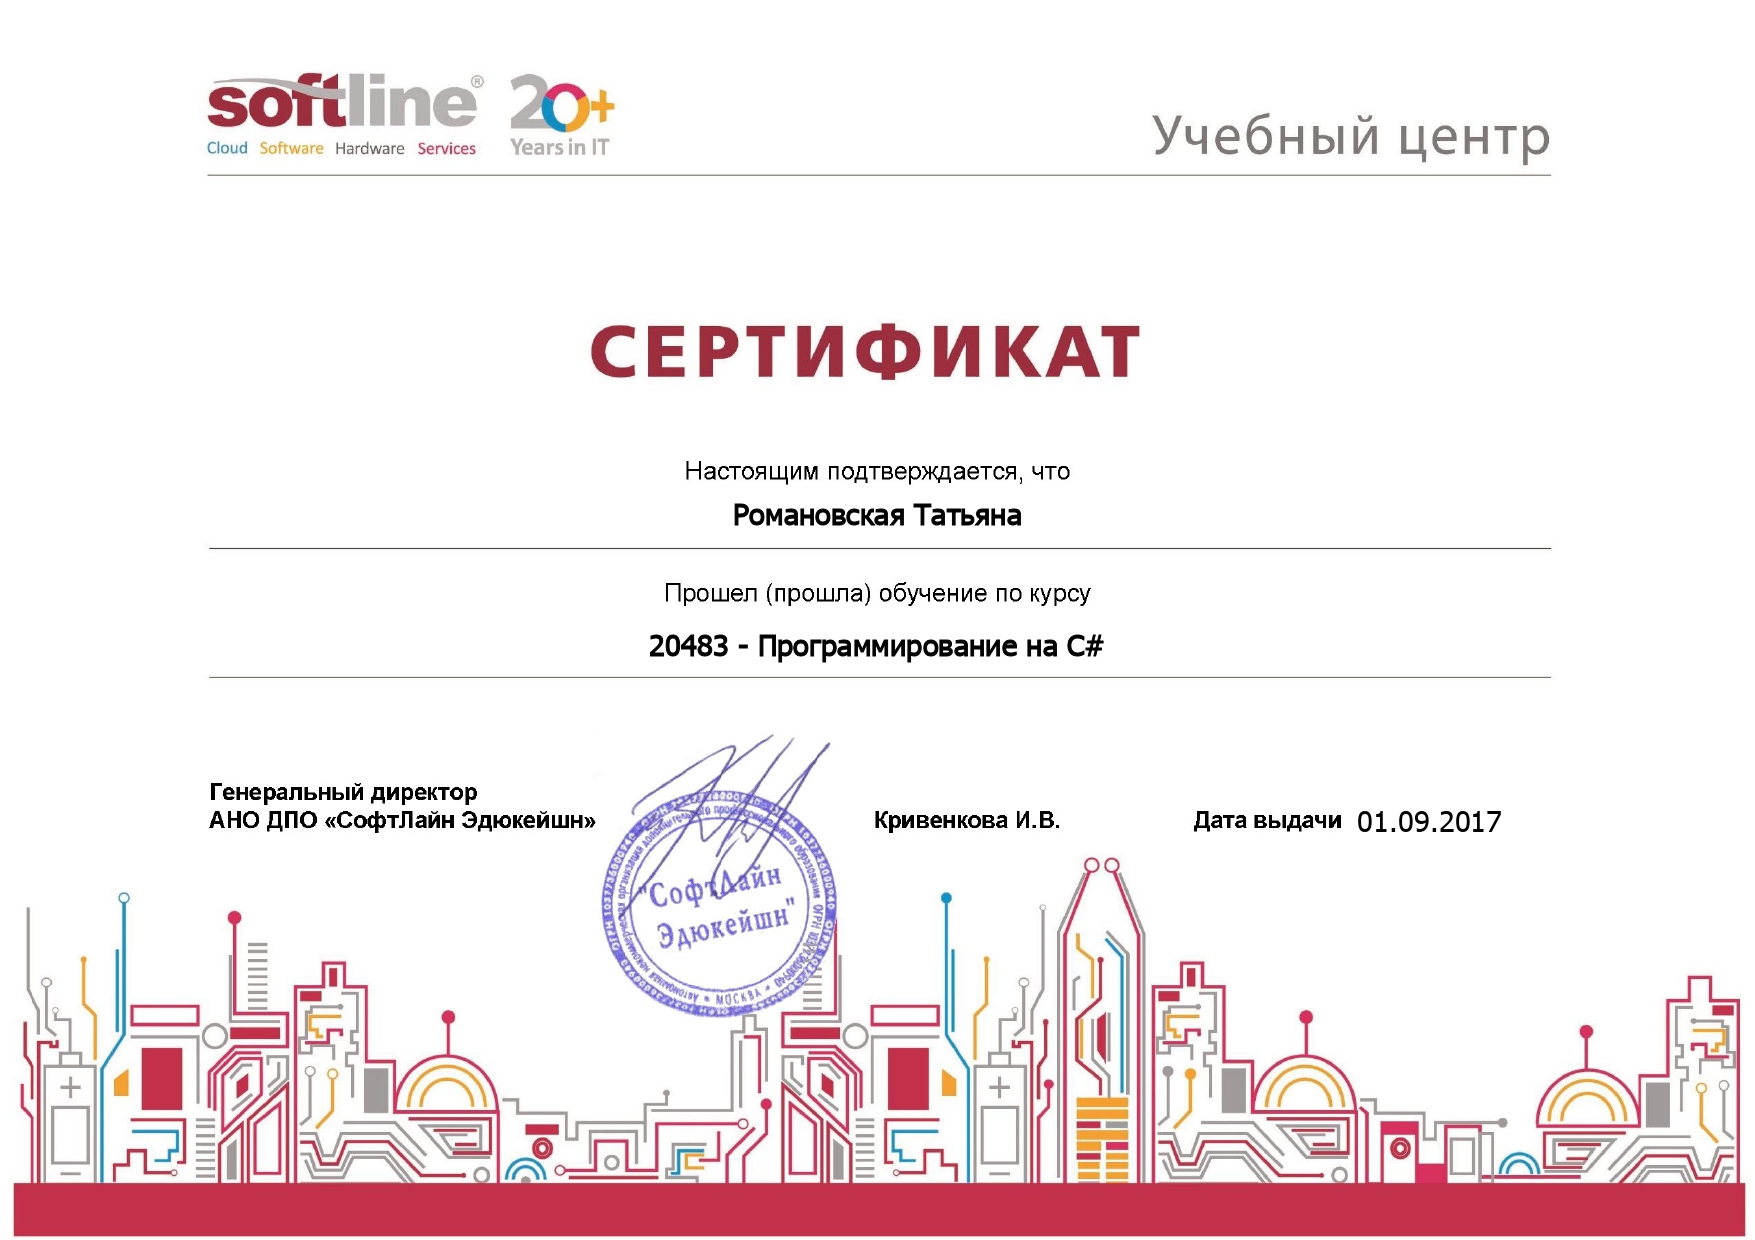 softline®
20+
Cloud Software Hardware Services
Years in IT
Учебный центр
СЕРТИФИКАТ
Настоящим подтверждается, что
Романовская Татьяна
Прошел (прошла) обучение по курсу
20483 - Программирование на C#
Генеральный директор
АНО ДПО «СофтЛайн Эдюкейшн»
Кривенкова И.В.
Дата выдачи 01.09.2017
"СофтЛайн
Эдюкейшн"
МОСКВА